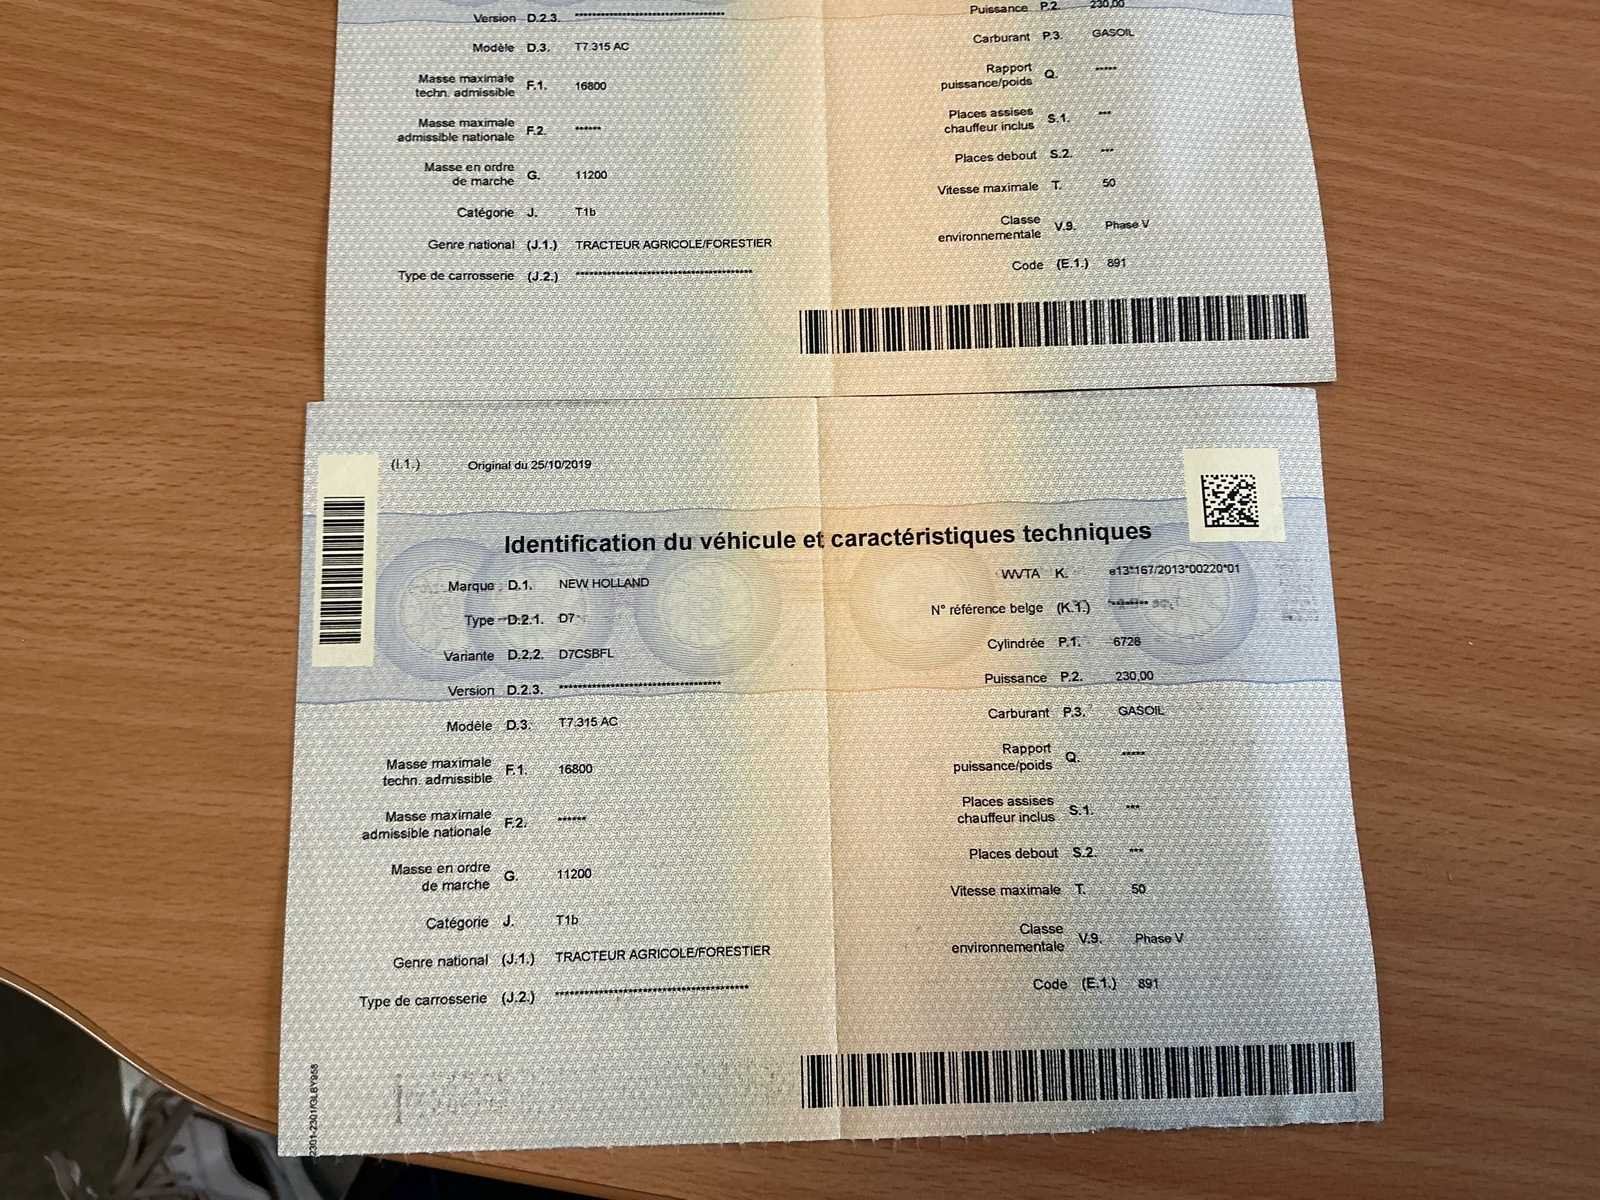 Version D.2.3. *******************************
Puissance P.2. 230,00
Modèle D.3. T7.315 AC
Carburant P.3. GASOIL
Masse maximale
techn. admissible F.1. 16800
Rapport
puissance/poids Q. *****
Masse maximale
admissible nationale F.2. ******
Places assises
chauffeur inclus S.1. ***
Masse en ordre
de marche G. 11200
Places debout S.2. ***
Vitesse maximale T. 50
Catégorie J. T1b
Classe
environnementale V.9. Phase V
Genre national (J.1.) TRACTEUR AGRICOLE/FORESTIER
Code (E.1.) 891
Type de carrosserie (J.2.) ****************************************
(I.1.) Original du 25/10/2019
Identification du véhicule et caractéristiques techniques
Marque D.1. NEW HOLLAND
WVTA K. e13*167/2013*00220*01
Type D.2.1. D7
N° référence belge (K.1.)
Variante D.2.2. D7CSBFL
Cylindrée P.1. 6728
Version D.2.3. *******************************
Puissance P.2. 230,00
Modèle D.3. T7.315 AC
Carburant P.3. GASOIL
Masse maximale
techn. admissible F.1. 16800
Rapport
puissance/poids Q. *****
Masse maximale
admissible nationale F.2. ******
Places assises
chauffeur inclus S.1. ***
Masse en ordre
de marche G. 11200
Places debout S.2. ***
Vitesse maximale T. 50
Catégorie J. T1b
Classe
environnementale V.9. Phase V
Genre national (J.1.) TRACTEUR AGRICOLE/FORESTIER
Code (E.1.) 891
Type de carrosserie (J.2.) ****************************************
2301-2301/GLBY958